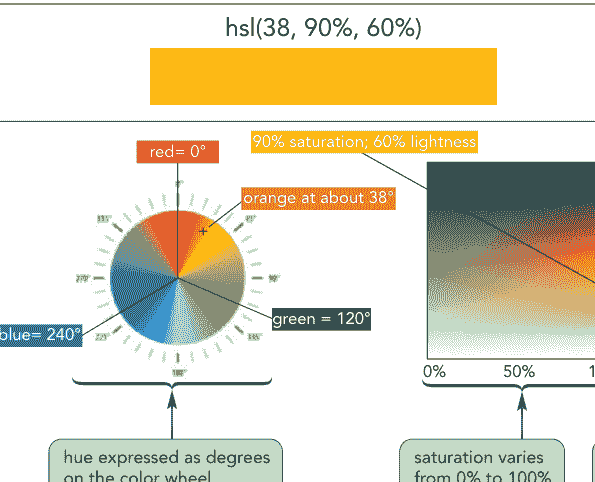 hsl(38, 90%, 60%)
90% saturation; 60% lightness
red= 0°
orange at about 38°
green = 120°
blue= 240°
0%
50%
hue expressed as degrees
on the color wheel
saturation varies
from 0% to 100%